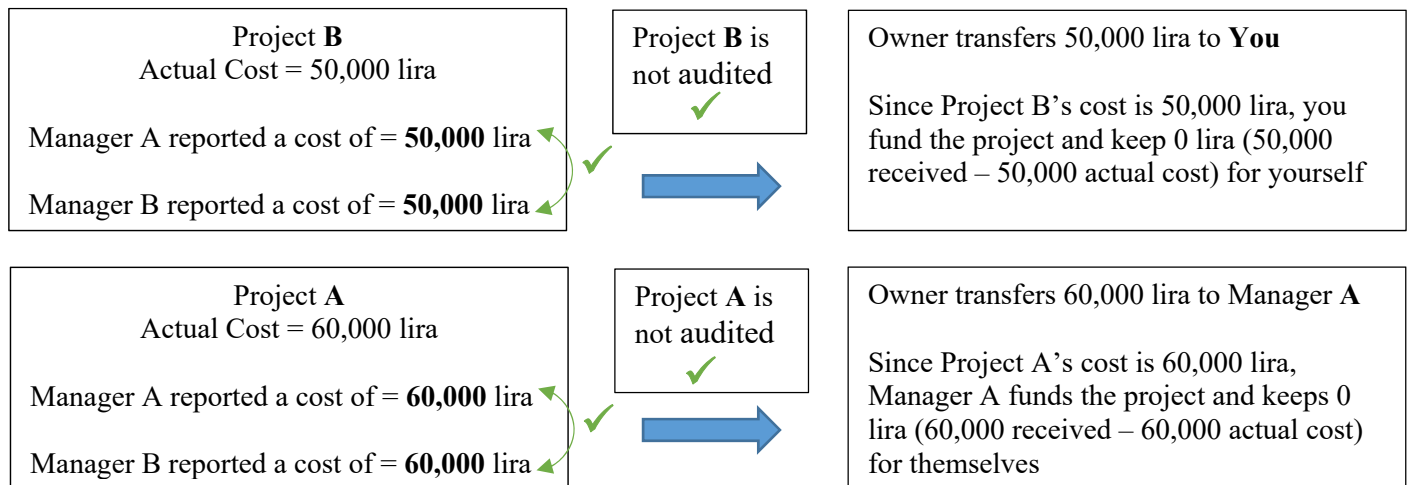 Project B
Actual Cost = 50,000 lira
Manager A reported a cost of = 50,000 lira
Manager B reported a cost of = 50,000 lira
Project B is
not audited
Owner transfers 50,000 lira to You
Since Project B’s cost is 50,000 lira, you
fund the project and keep 0 lira (50,000
received – 50,000 actual cost) for yourself
Project A
Actual Cost = 60,000 lira
Manager A reported a cost of = 60,000 lira
Manager B reported a cost of = 60,000 lira
Project A is
not audited
Owner transfers 60,000 lira to Manager A
Since Project A’s cost is 60,000 lira,
Manager A funds the project and keeps 0
lira (60,000 received – 60,000 actual cost)
for themselves